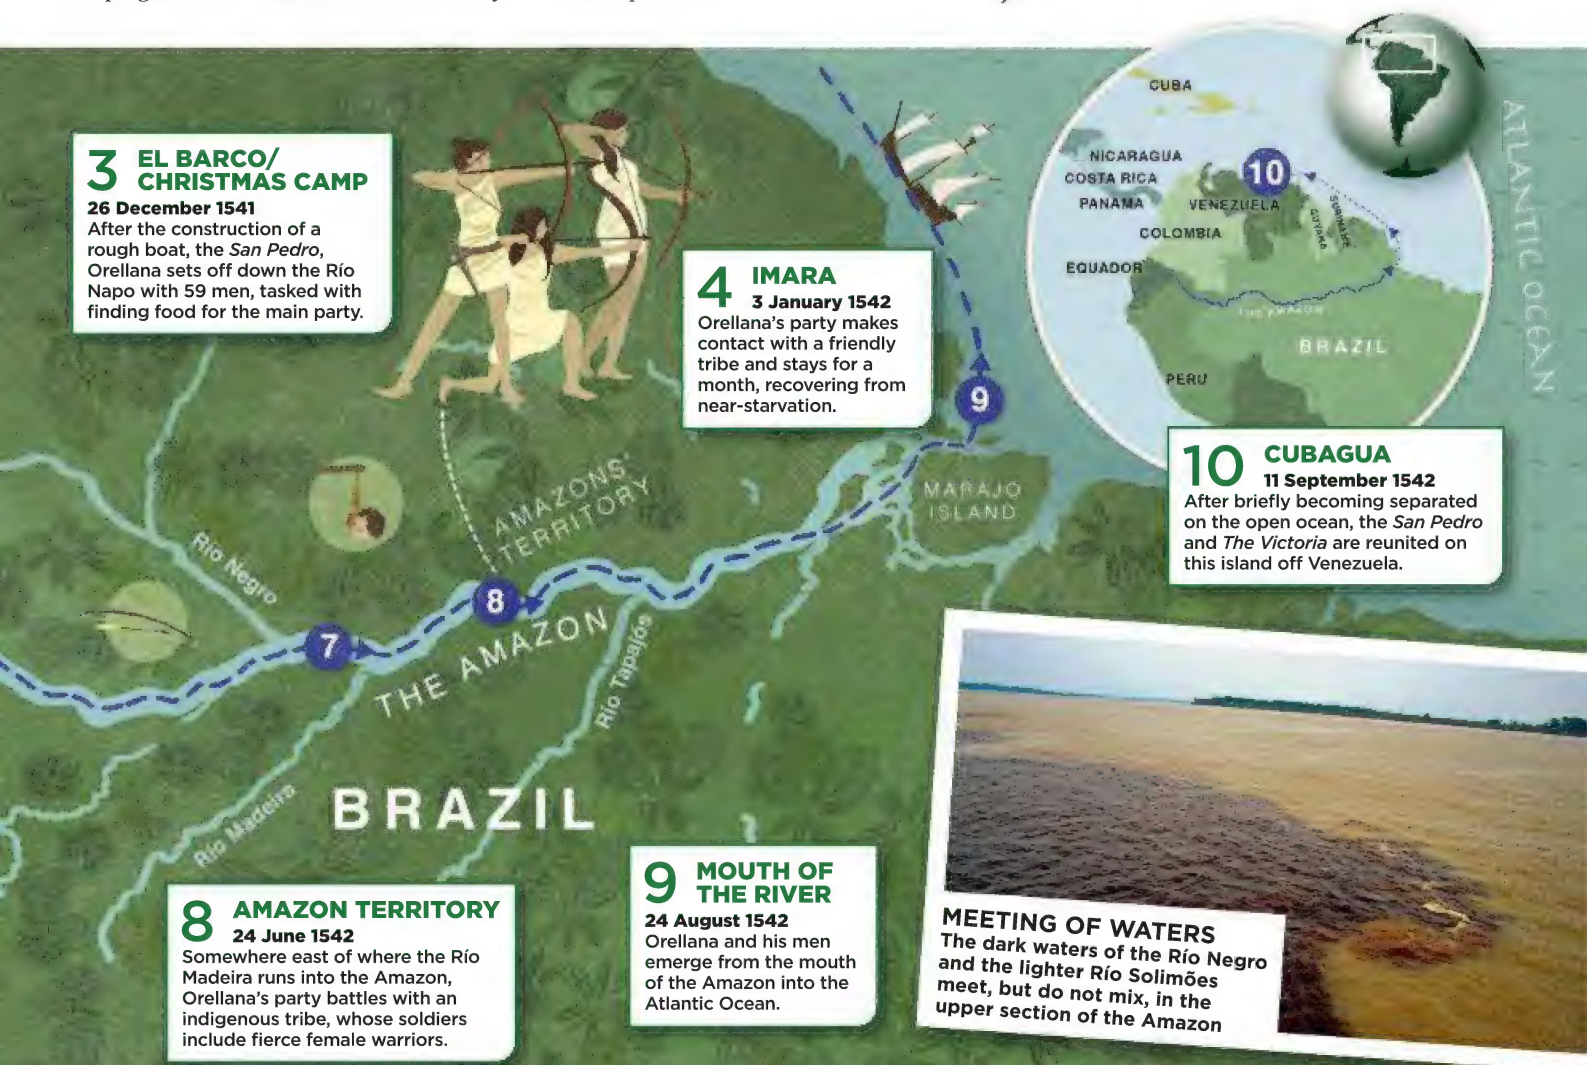 3 EL BARCO/
CHRISTMAS CAMP
26 December 1541
After the construction of a
rough boat, the San Pedro,
Orellana sets off down the Río
Napo with 59 men, tasked with
finding food for the main party.
4 IMARA
3 January 1542
Orellana's party makes
contact with a friendly
tribe and stays for a
month, recovering from
near-starvation.
CUBA
NICARAGUA
COSTA RICA
PANAMA
VENEZUELA
COLOMBIA
GUYANA
SURINAME
EQUADOR
THE AMAZON
BRAZIL
PERU
10
ATLANTIC OCEAN
9
10 CUBAGUA
11 September 1542
After briefly becoming separated
on the open ocean, the San Pedro
and The Victoria are reunited on
this island off Venezuela.
AMAZONS'
TERRITORY
MARAJO
ISLAND
Río Negro
7
8
THE AMAZON
Río Tapajós
Río Madeira
BRAZIL
8 AMAZON TERRITORY
24 June 1542
Somewhere east of where the Río
Madeira runs into the Amazon,
Orellana's party battles with an
indigenous tribe, whose soldiers
include fierce female warriors.
9 MOUTH OF
THE RIVER
24 August 1542
Orellana and his men
emerge from the mouth
of the Amazon into the
Atlantic Ocean.
MEETING OF WATERS
The dark waters of the Río Negro
and the lighter Río Solimões
meet, but do not mix, in the
upper section of the Amazon